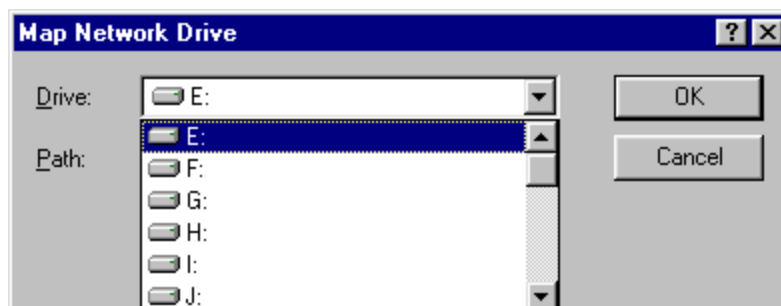 Map Network Drive
Drive: E: OK
E:
Path: F: Cancel
G:
H:
I:
J: